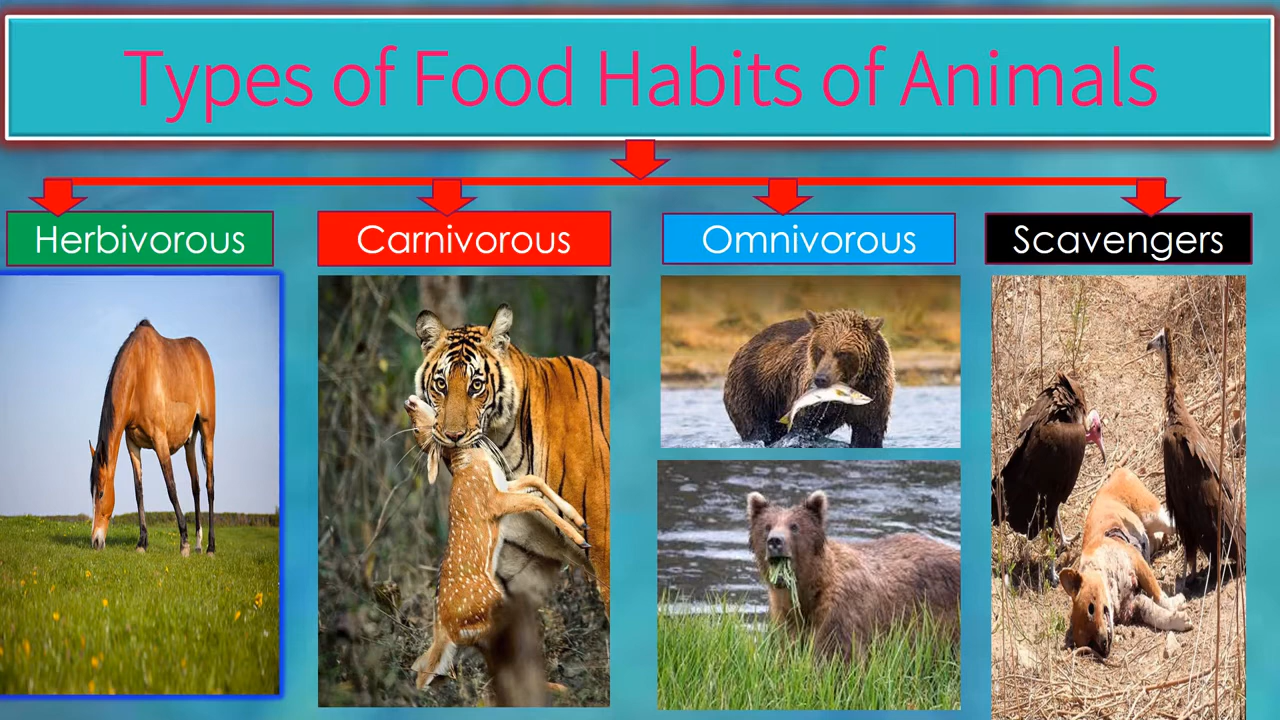 Types of Food Habits of Animals
Herbivorous
Carnivorous
Omnivorous
Scavengers